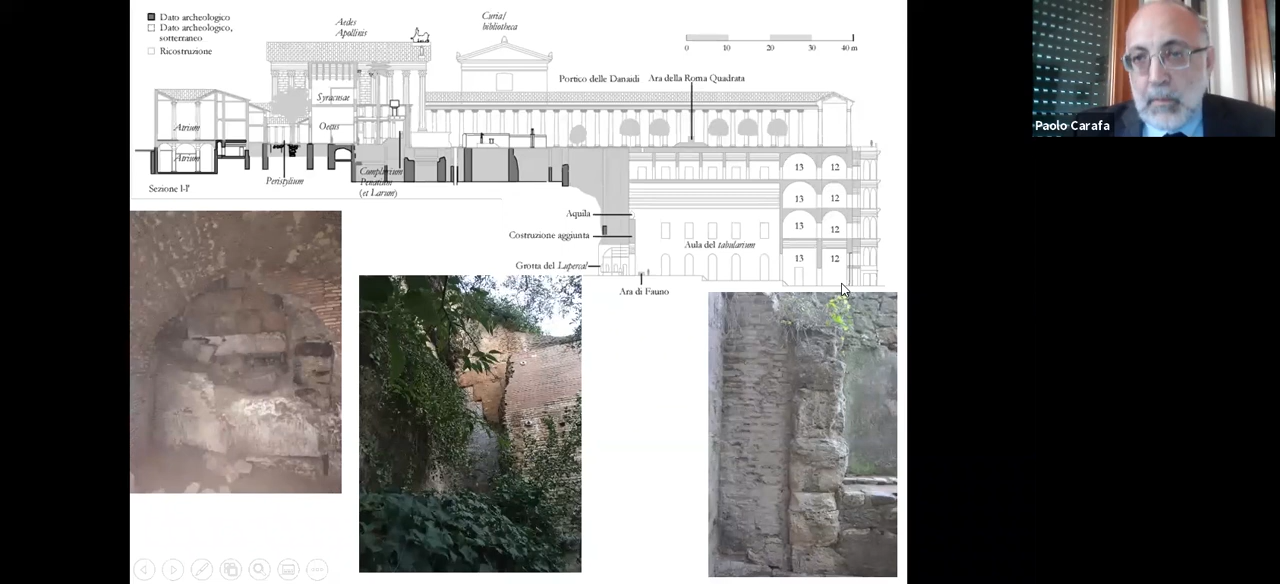 Dato archeologico
Dato archeologico,
sotterraneo
Ricostruzione
Aedes
Apollinis
Curia/
bibliotheca
0 10 20 30 40 m
Portico delle Danaidi
Ara della Roma Quadrata
Syracusae
Oecus
Atrium
Atrium
Peristylium
Compluvium
Penatium
(et Larum)
Sezione I-I'
13 12
13 12
13 12
13 12
Aquila
Costruzione aggiunta
Aula del tabularium
Grotta del Lupercal
Ara di Fauno
Paolo Carafa